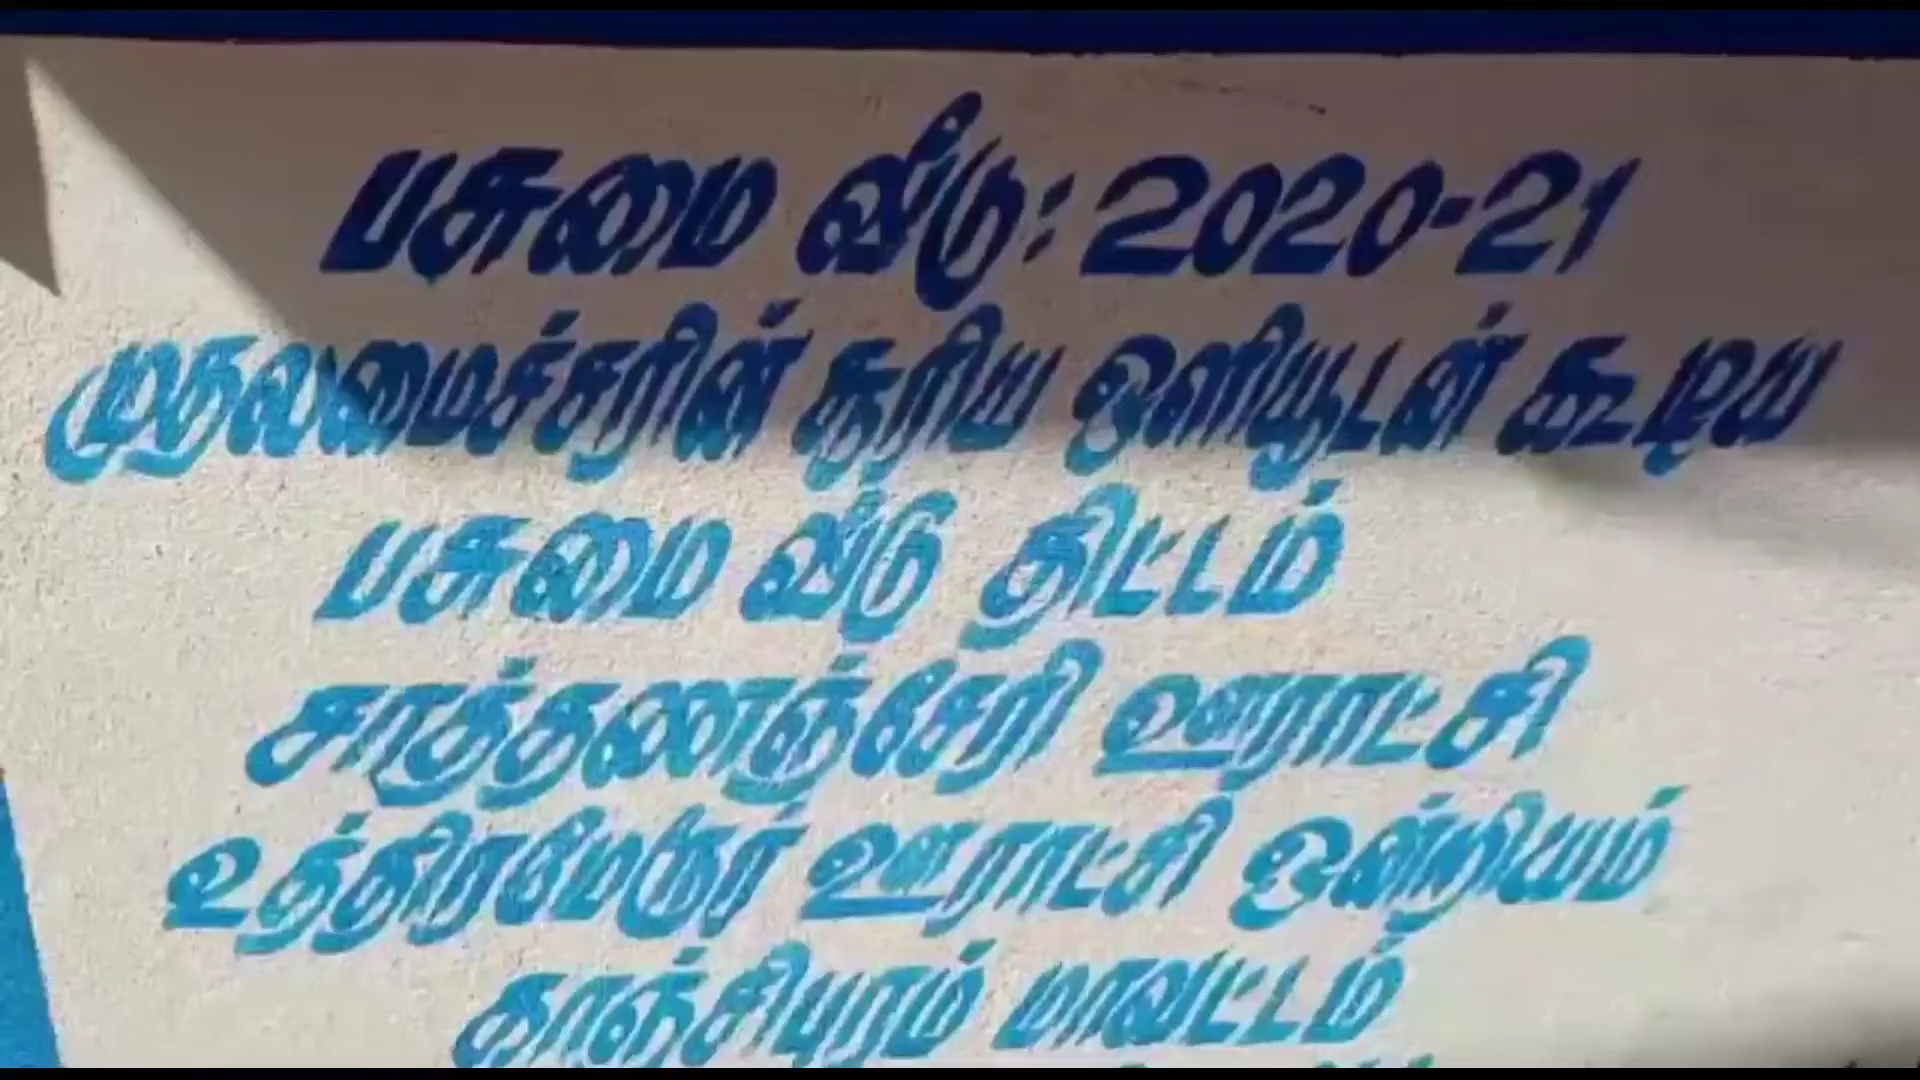 பசுமை வீடு: 2020-21
முதலமைச்சரின் சூரிய ஒளியுடன் கூடிய
பசுமை வீடு திட்டம்
சாத்தணஞ்சேரி ஊராட்சி
உத்திரமேரூர் ஊராட்சி ஒன்றியம்
காஞ்சிபுரம் மாவட்டம்